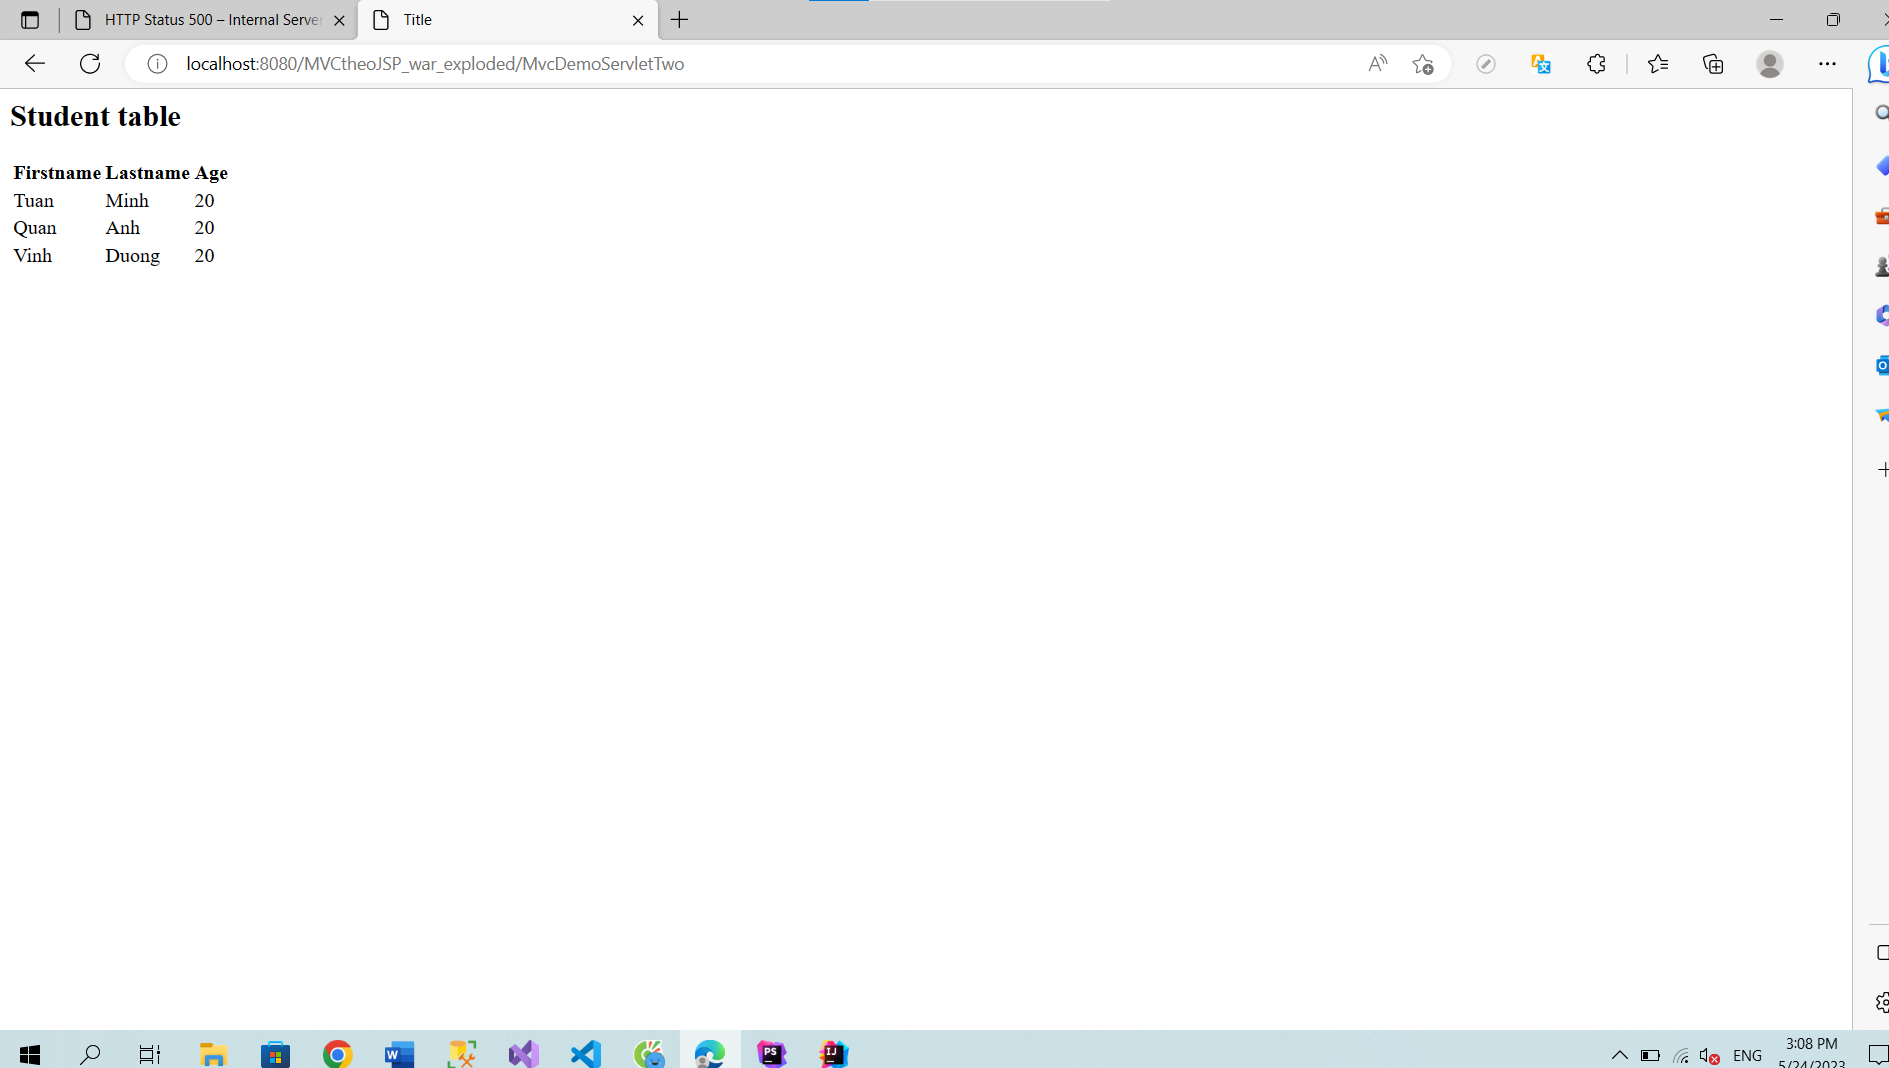 HTTP Status 500 – Internal Server
Title
localhost:8080/MVCtheoJSP_war_exploded/MvcDemoServletTwo
Student table
Firstname Lastname Age
Tuan Minh 20
Quan Anh 20
Vinh Duong 20
ENG
3:08 PM
5/24/2023